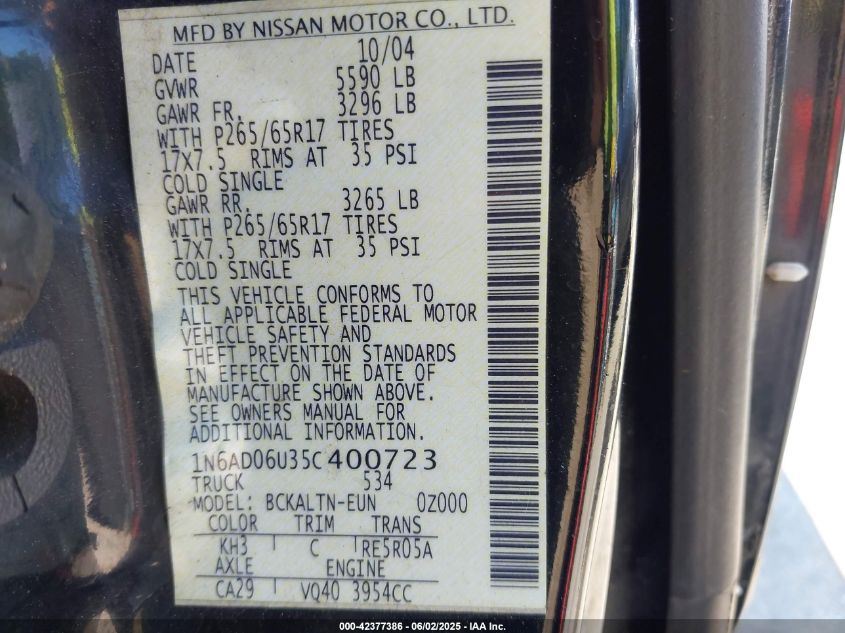 MFD BY NISSAN MOTOR CO., LTD.
DATE 10/04
GVWR 5590 LB
GAWR FR. 3296 LB
WITH P265/65R17 TIRES
17X7.5 RIMS AT 35 PSI
COLD SINGLE
GAWR RR. 3265 LB
WITH P265/65R17 TIRES
17X7.5 RIMS AT 35 PSI
COLD SINGLE
THIS VEHICLE CONFORMS TO
ALL APPLICABLE FEDERAL MOTOR
VEHICLE SAFETY AND
THEFT PREVENTION STANDARDS
IN EFFECT ON THE DATE OF
MANUFACTURE SHOWN ABOVE.
SEE OWNERS MANUAL FOR
ADDITIONAL INFORMATION.
1N6AD06U35C400723
TRUCK 534
MODEL: BCKALTN-EUN 0Z000
COLOR TRIM TRANS
KH3 C RE5R05A
AXLE ENGINE
CA29 VQ40 3954CC
000-42377386 - 06/02/2025 - IAA Inc.